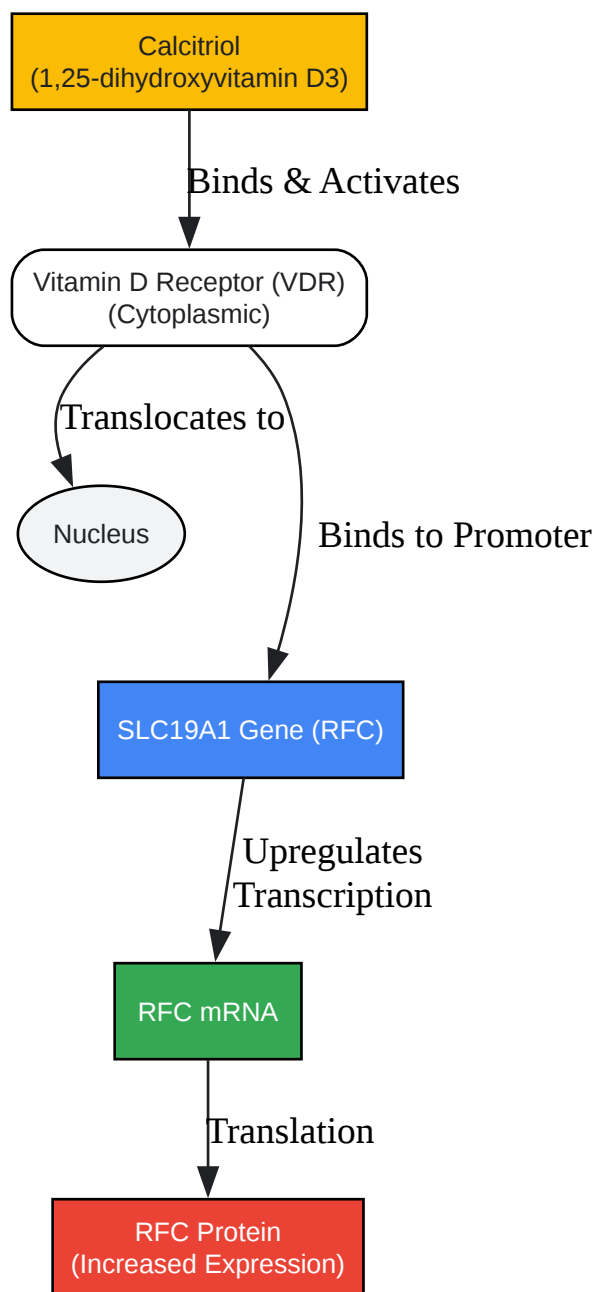 Calcitriol
(1,25-dihydroxyvitamin D3)
Binds & Activates
Vitamin D Receptor (VDR)
(Cytoplasmic)
Translocates to
Nucleus
Binds to Promoter
SLC19A1 Gene (RFC)
Upregulates
Transcription
RFC mRNA
Translation
RFC Protein
(Increased Expression)